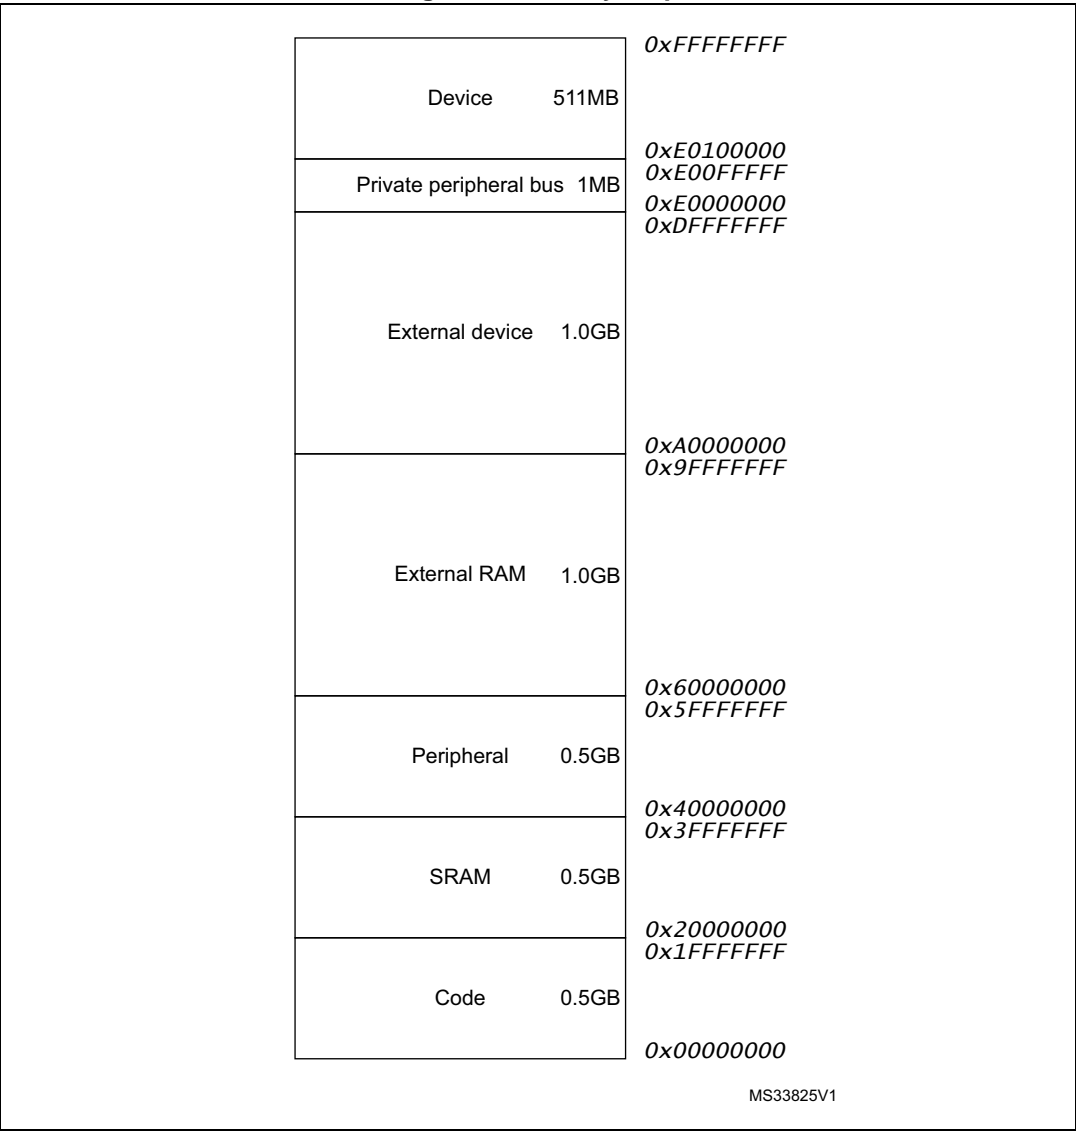 0xFFFFFFFF
Device 511MB
0xE0100000
0xE00FFFFF
Private peripheral bus 1MB
0xE0000000
0xDFFFFFFF
External device 1.0GB
0xA0000000
0x9FFFFFFF
External RAM 1.0GB
0x60000000
0x5FFFFFFF
Peripheral 0.5GB
0x40000000
0x3FFFFFFF
SRAM 0.5GB
0x20000000
0x1FFFFFFF
Code 0.5GB
0x00000000
MS33825V1